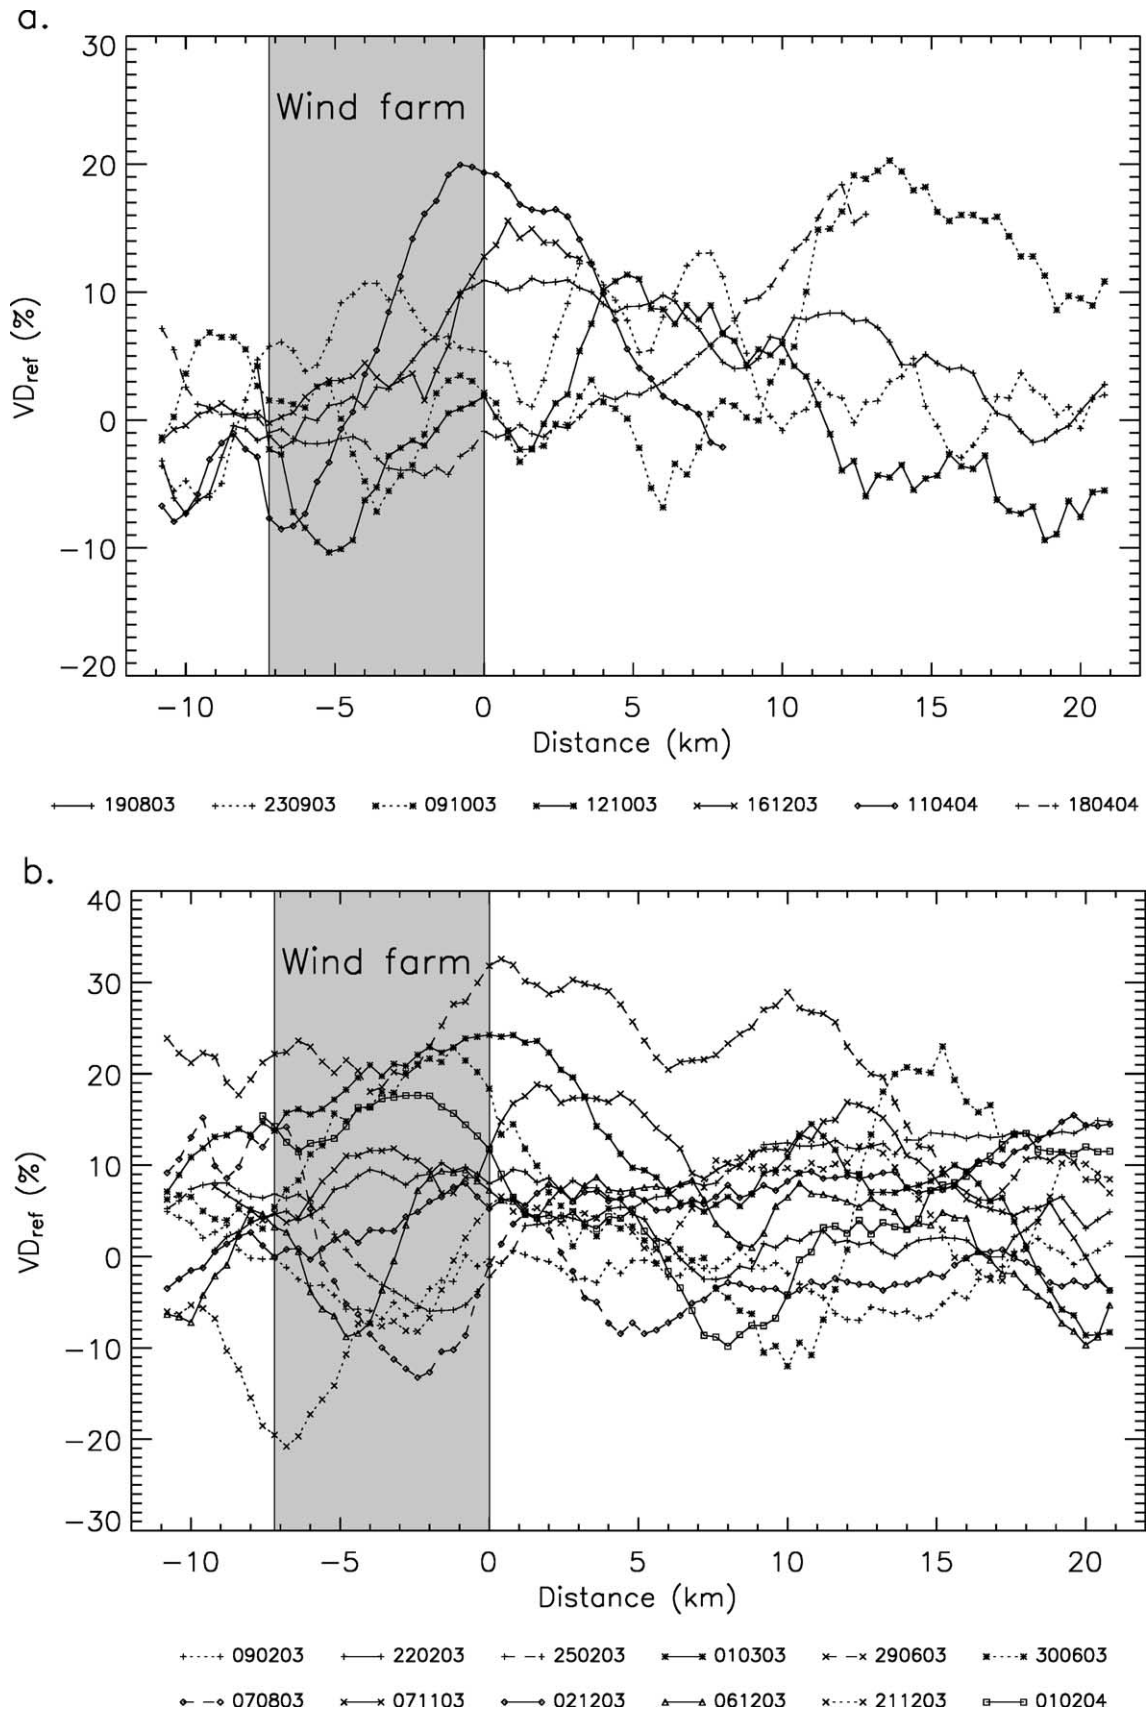 a.
30
20
10
0
−10
−20
VDref (%)
Wind farm
−10 −5 0 5 10 15 20
Distance (km)
190803 230903 091003 121003 161203 110404 180404
b.
40
30
20
10
0
−10
−20
−30
VDref (%)
Wind farm
−10 −5 0 5 10 15 20
Distance (km)
090203 220203 250203 010303 290603 300603
070803 071103 021203 061203 211203 010204